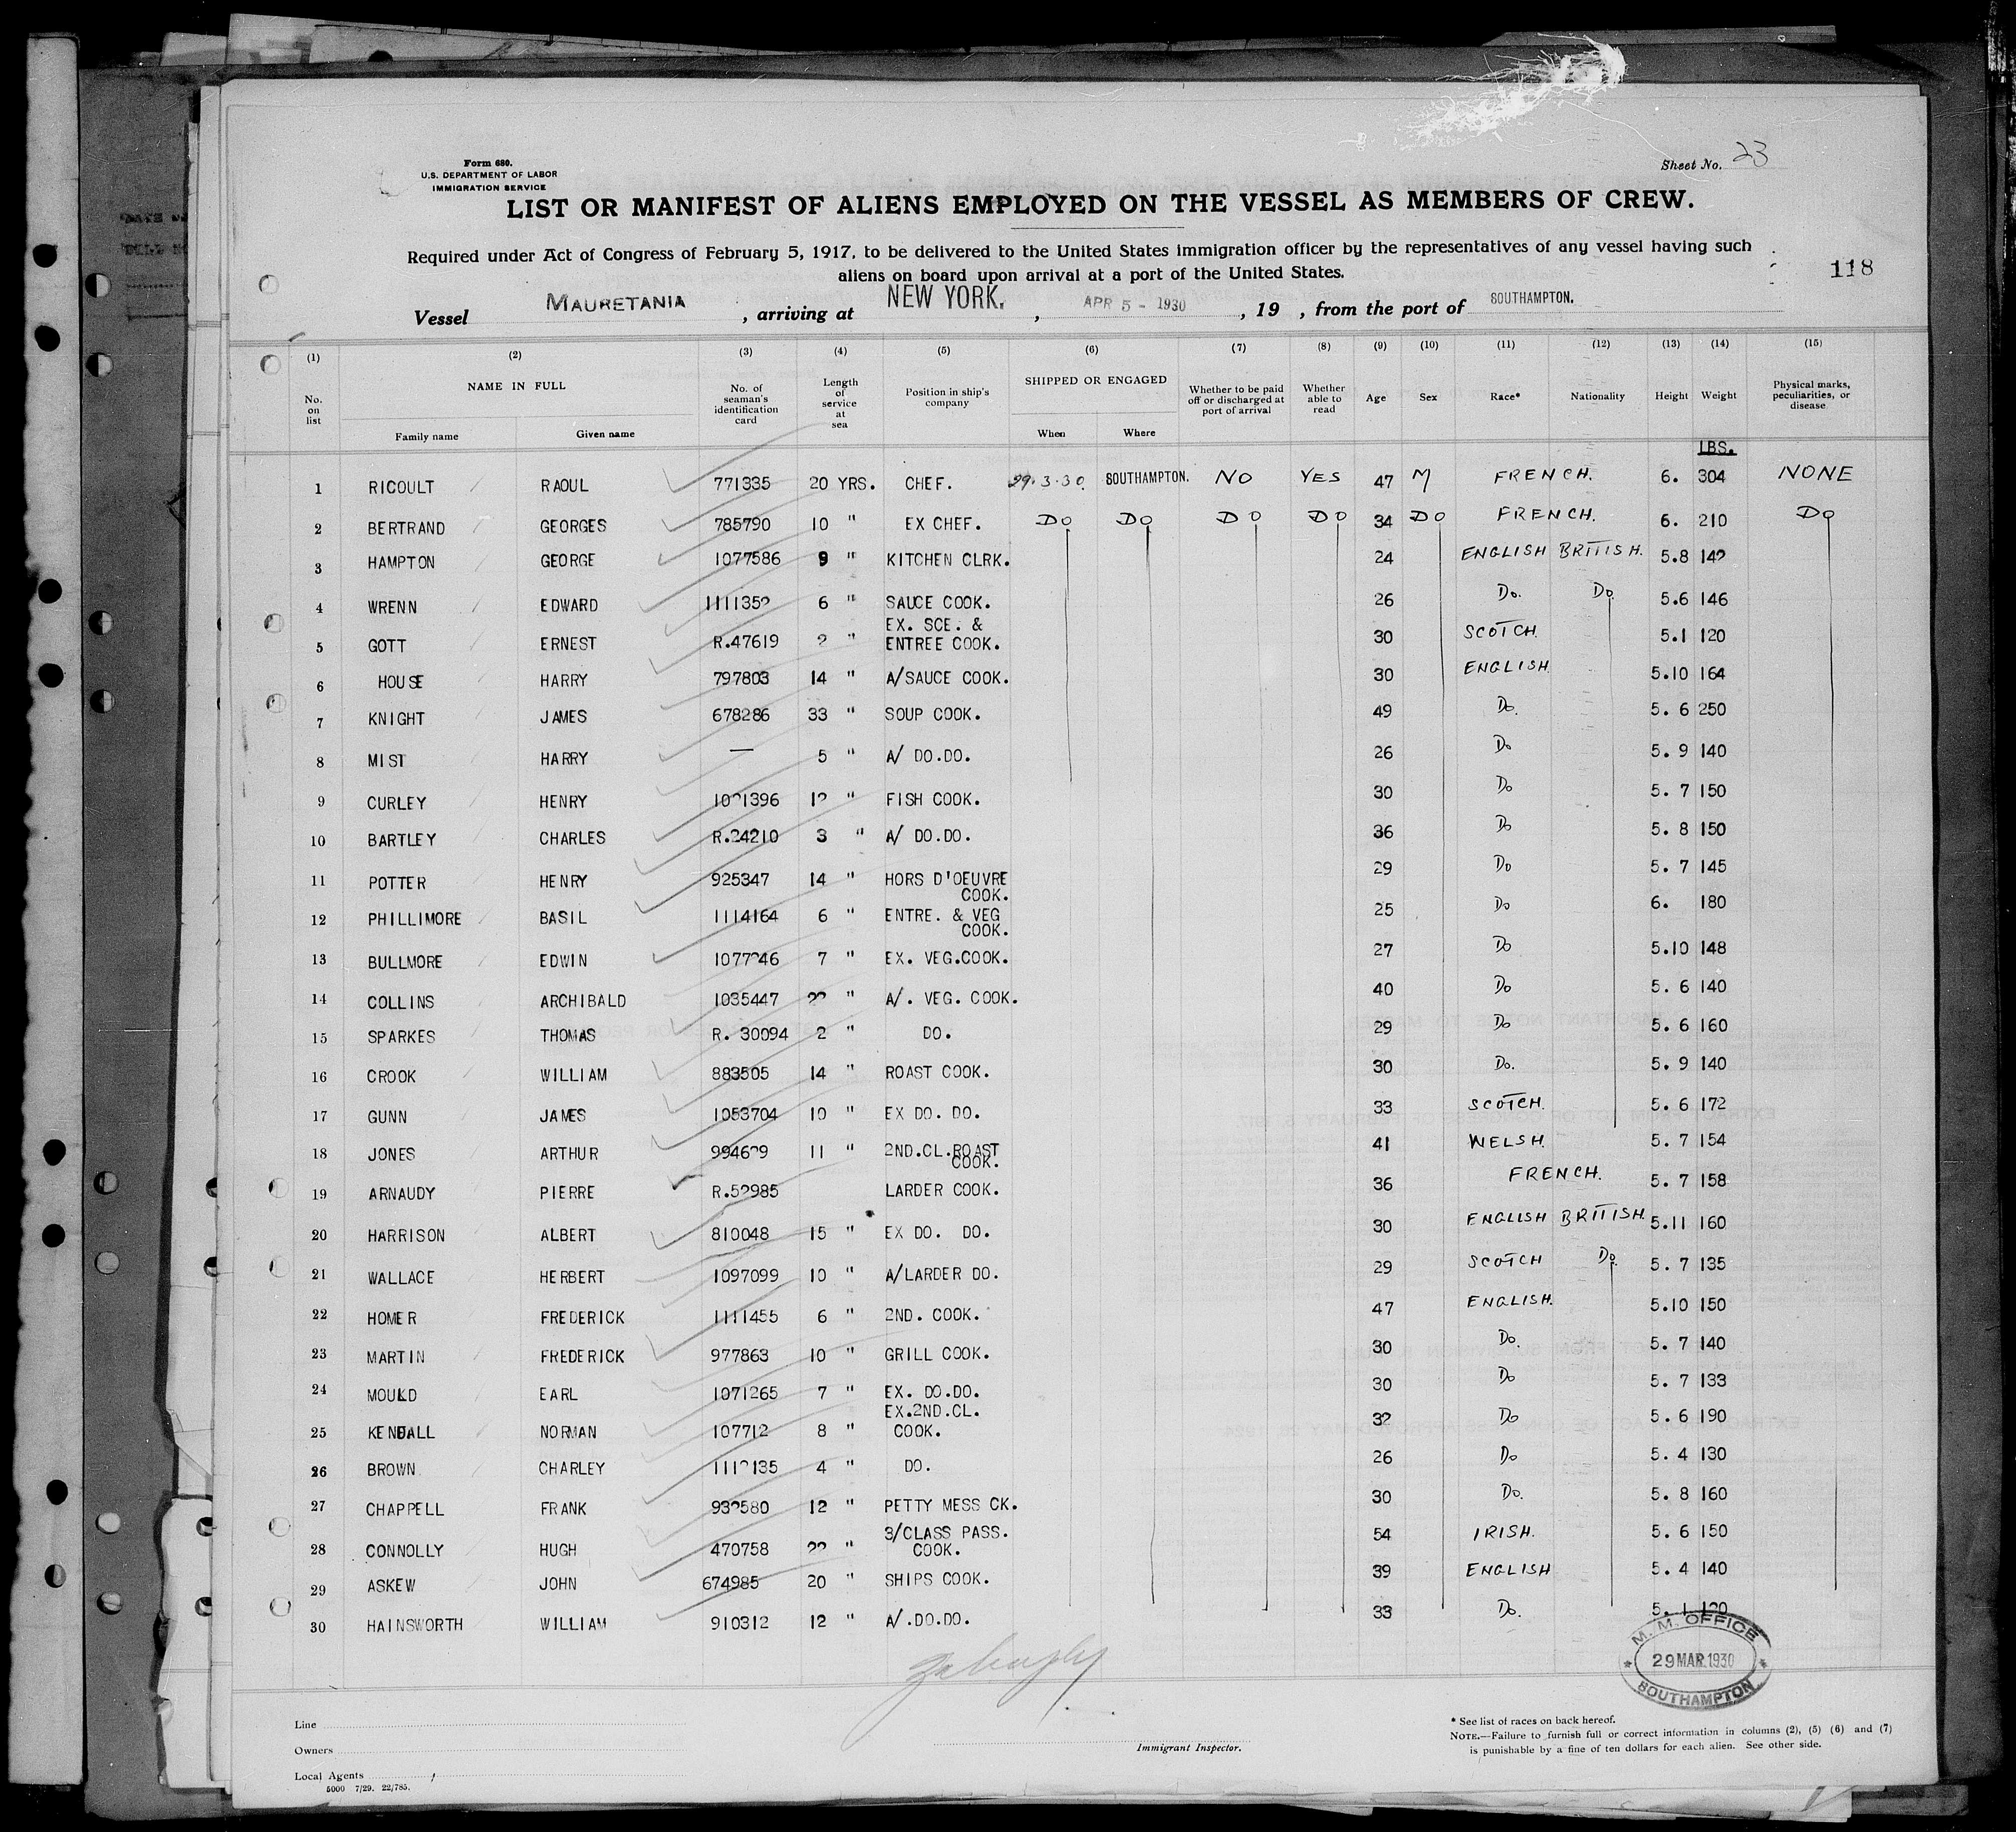 Form 680.
U.S. DEPARTMENT OF LABOR
IMMIGRATION SERVICE
Sheet No. 23
LIST OR MANIFEST OF ALIENS EMPLOYED ON THE VESSEL AS MEMBERS OF CREW.
Required under Act of Congress of February 5, 1917, to be delivered to the United States immigration officer by the representatives of any vessel having such
aliens on board upon arrival at a port of the United States.
118
Vessel MAURETANIA, arriving at NEW YORK, APR 5 - 1930, 19 , from the port of SOUTHAMPTON.
(1) (2) (3) (4) (5) (6) (7) (8) (9) (10) (11) (12) (13) (14) (15)
No. on list NAME IN FULL Family name Given name No. of seaman's identification card Length of service at sea Position in ship's company SHIPPED OR ENGAGED When Where Whether to be paid off or discharged at port of arrival Whether able to read Age Sex Race* Nationality Height Weight Physical marks, peculiarities, or disease
LBS.
1 RICOULT RAOUL 771335 20 YRS. CHEF. 29.3.30. SOUTHAMPTON. NO YES 47 M FRENCH. 6. 304 NONE
2 BERTRAND GEORGES 785790 10 " EX CHEF. DO DO DO DO 34 DO FRENCH. 6. 210 DO
3 HAMPTON GEORGE 1077586 9 " KITCHEN CLRK. 24 ENGLISH BRITISH. 5.8 142
4 WRENN EDWARD 6 " SAUCE COOK. 26 Do. Do 5.6 146
5 GOTT ERNEST R.47619 " EX. SCE. & ENTREE COOK. 30 SCOTCH. 5.1 120
6 HOUSE HARRY 797803 14 " A/SAUCE COOK. 30 ENGLISH 5.10 164
7 KNIGHT JAMES 678286 33 " SOUP COOK. 49 Do. 5. 6 250
8 MIST HARRY — 5 " A/ DO.DO. 26 Do 5. 9 140
9 CURLEY HENRY " FISH COOK. 30 Do 5. 7 150
10 BARTLEY CHARLES R.24210 3 " A/ DO.DO. 36 Do 5. 8 150
11 POTTER HENRY 925347 14 " HORS D'OEUVRE COOK. 29 Do 5. 7 145
12 PHILLIMORE BASIL 1114164 6 " ENTRE. & VEG COOK. 25 Do 6. 180
13 BULLMORE EDWIN 7 " EX. VEG.COOK. 27 Do 5.10 148
14 COLLINS ARCHIBALD 1035447 " A/. VEG. COOK. 40 Do 5. 6 140
15 SPARKES THOMAS R. 30094 2 " DO. 29 Do 5. 6 160
16 CROOK WILLIAM 883505 14 " ROAST COOK. 30 Do. 5. 9 140
17 GUNN JAMES 1053704 10 " EX DO. DO. 33 SCOTCH. 5. 6 172
18 JONES ARTHUR 11 " 2ND.CL.ROAST COOK. 41 WELSH. 5. 7 154
19 ARNAUDY PIERRE LARDER COOK. 36 FRENCH. 5. 7 158
20 HARRISON ALBERT 810048 15 " EX DO. DO. 30 ENGLISH BRITISH. 5.11 160
21 WALLACE HERBERT 1097099 10 " A/LARDER DO. 29 SCOTCH Do. 5. 7 135
22 HOMER FREDERICK 1111455 6 " 2ND. COOK. 47 ENGLISH. 5.10 150
23 MARTIN FREDERICK 977863 10 " GRILL COOK. 30 Do. 5. 7 140
24 MOULD EARL 1071265 7 " EX. DO.DO. 30 Do 5. 7 133
25 KENDALL NORMAN 107712 8 " EX.2ND.CL. COOK. 32 Do 5. 6 190
26 BROWN CHARLEY 4 " DO. 26 Do 5. 4 130
27 CHAPPELL FRANK 12 " PETTY MESS CK. 30 Do. 5. 8 160
28 CONNOLLY HUGH 470758 " 3/CLASS PASS. COOK. 54 IRISH. 5. 6 150
29 ASKEW JOHN 674985 20 " SHIPS COOK. 39 ENGLISH 5. 4 140
30 HAINSWORTH WILLIAM 910312 12 " A/.DO.DO. 33 Do. 5. 1
M. M. OFFICE
29 MAR.1930
SOUTHAMPTON
Line
Owners
Local Agents
5000 7/29. 22/785.
Immigrant Inspector.
* See list of races on back hereof.
NOTE.—Failure to furnish full or correct information in columns (2), (5) (6) and (7)
is punishable by a fine of ten dollars for each alien. See other side.